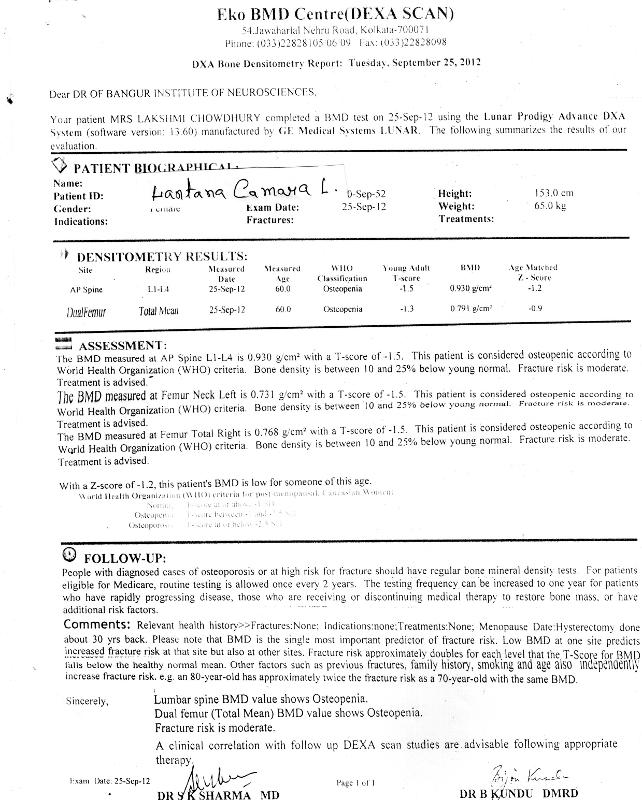 Eko BMD Centre(DEXA SCAN)
54,Jawaharlal Nehru Road, Kolkata-700071
Phone: (033)22828105/06/09 Fax: (033)22828098
DXA Bone Densitometry Report: Tuesday, September 25, 2012
Dear DR OF BANGUR INSTITUTE OF NEUROSCIENCES,
Your patient MRS LAKSHMI CHOWDHURY completed a BMD test on 25-Sep-12 using the Lunar Prodigy Advance DXA
System (software version: 13.60) manufactured by GE Medical Systems LUNAR. The following summarizes the results of our
evaluation.
PATIENT BIOGRAPHICAL:
Name:
Patient ID: Lantana Camara L. 0-Sep-52 Height: 153.0 cm
Gender: Female Exam Date: 25-Sep-12 Weight: 65.0 kg
Indications: Fractures: Treatments:
DENSITOMETRY RESULTS:
Site Region Measured Measured WHO Young Adult BMD Age Matched
Date Age Classification T-score Z - Score
AP Spine L1-L4 25-Sep-12 60.0 Osteopenia -1.5 0.930 g/cm² -1.2
DualFemur Total Mean 25-Sep-12 60.0 Osteopenia -1.3 0.791 g/cm² -0.9
ASSESSMENT:
The BMD measured at AP Spine L1-L4 is 0.930 g/cm² with a T-score of -1.5. This patient is considered osteopenic according to
World Health Organization (WHO) criteria. Bone density is between 10 and 25% below young normal. Fracture risk is moderate.
Treatment is advised.
The BMD measured at Femur Neck Left is 0.731 g/cm² with a T-score of -1.5. This patient is considered osteopenic according to
World Health Organization (WHO) criteria. Bone density is between 10 and 25% below young normal. Fracture risk is moderate.
Treatment is advised.
The BMD measured at Femur Total Right is 0.768 g/cm² with a T-score of -1.5. This patient is considered osteopenic according to
World Health Organization (WHO) criteria. Bone density is between 10 and 25% below young normal. Fracture risk is moderate.
Treatment is advised.
With a Z-score of -1.2, this patient's BMD is low for someone of this age.
World Health Organization (WHO) criteria for post-menopausal, Caucasian Women:
Normal: T-score at or above -1 SD
Osteopenia: T-score between -1 and -2.5 SD
Osteoporosis: T-score at or below -2.5 SD
FOLLOW-UP:
People with diagnosed cases of osteoporosis or at high risk for fracture should have regular bone mineral density tests. For patients
eligible for Medicare, routine testing is allowed once every 2 years. The testing frequency can be increased to one year for patients
who have rapidly progressing disease, those who are receiving or discontinuing medical therapy to restore bone mass, or have
additional risk factors.
Comments: Relevant health history>>Fractures:None; Indications:none;Treatments:None; Menopause Date:Hysterectomy done
about 30 yrs back. Please note that BMD is the single most important predictor of fracture risk. Low BMD at one site predicts
increased fracture risk at that site but also at other sites. Fracture risk approximately doubles for each level that the T-Score for BMD
falls below the healthy normal mean. Other factors such as previous fractures, family history, smoking and age also independently
increase fracture risk. e.g. an 80-year-old has approximately twice the fracture risk as a 70-year-old with the same BMD.
Sincerely,
Lumbar spine BMD value shows Osteopenia.
Dual femur (Total Mean) BMD value shows Osteopenia.
Fracture risk is moderate.
A clinical correlation with follow up DEXA scan studies are advisable following appropriate
therapy.
Exam Date: 25-Sep-12 Page 1 of 1
DR S K SHARMA MD DR B KUNDU DMRD